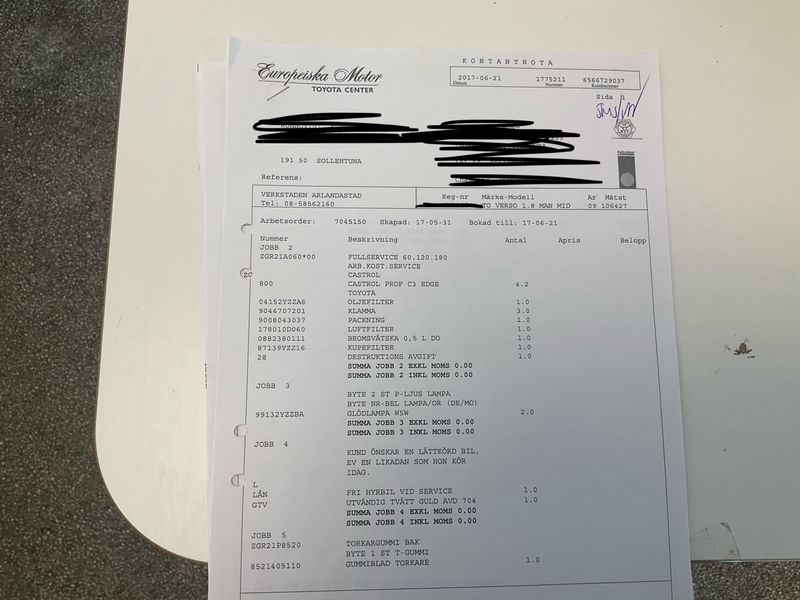 KONTANTNOTA
Europeiska Motor
TOYOTA CENTER
2017-06-21 1775211 6566729037
Datum Nummer Kundnummer
Sida 1
191 50 SOLLENTUNA
Referens:
VERKSTADEN ARLANDASTAD Reg-nr Märke-Modell Ar Mätst
Tel: 08-58562160 TO VERSO 1.8 MAN MID 09 106427
Arbetsorder: 7045150 Skapad: 17-05-31 Bokad till: 17-06-21
Nummer Beskrivning Antal Apris Belopp
JOBB 2
ZGR21A060*00 FULLSERVICE 60.120.180
ARB.KOST.SERVICE
CASTROL
800 CASTROL PROF C3 EDGE 4.2
TOYOTA
04152YZZA6 OLJEFILTER 1.0
9046707201 KLAMMA 3.0
9008043037 PACKNING 1.0
178010D060 LUFTFILTER 1.0
0882380111 BROMSVÄTSKA 0,5 L DO 1.0
87139YZZ16 KUPEFILTER 1.0
28 DESTRUKTIONS AVGIFT 1.0
SUMMA JOBB 2 EXKL MOMS 0.00
SUMMA JOBB 2 INKL MOMS 0.00
JOBB 3
BYTE 2 ST P-LJUS LAMPA
BYTE NR-BEL LAMPA/OR (DE/MO)
99132YZZBA GLÖDLAMPA W5W 2.0
SUMMA JOBB 3 EXKL MOMS 0.00
SUMMA JOBB 3 INKL MOMS 0.00
JOBB 4
KUND ÖNSKAR EN LÄTTKÖRD BIL,
EV EN LIKADAN SOM HON KÖR
IDAG.
L
LÅN FRI HYRBIL VID SERVICE 1.0
GTV UTVÄNDIG TVÄTT GULD AVD 704 1.0
SUMMA JOBB 4 EXKL MOMS 0.00
SUMMA JOBB 4 INKL MOMS 0.00
JOBB 5
ZGR21P8520 TORKARGUMMI BAK
BYTE 1 ST T-GUMMI
8521405110 GUMMIBLAD TORKARE 1.0